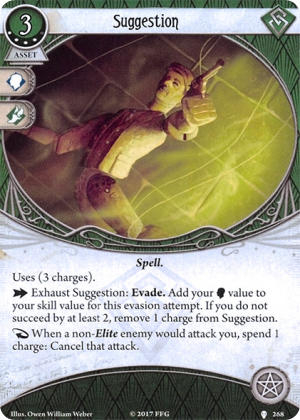 3
Suggestion
ASSET
Spell.
Uses (3 charges).
Exhaust Suggestion: Evade. Add your value to
your skill value for this evasion attempt. If you do not
succeed by at least 2, remove 1 charge from Suggestion.
When a non-Elite enemy would attack you, spend 1
charge: Cancel that attack.
Illus. Owen William Weber
© 2017 FFG
268